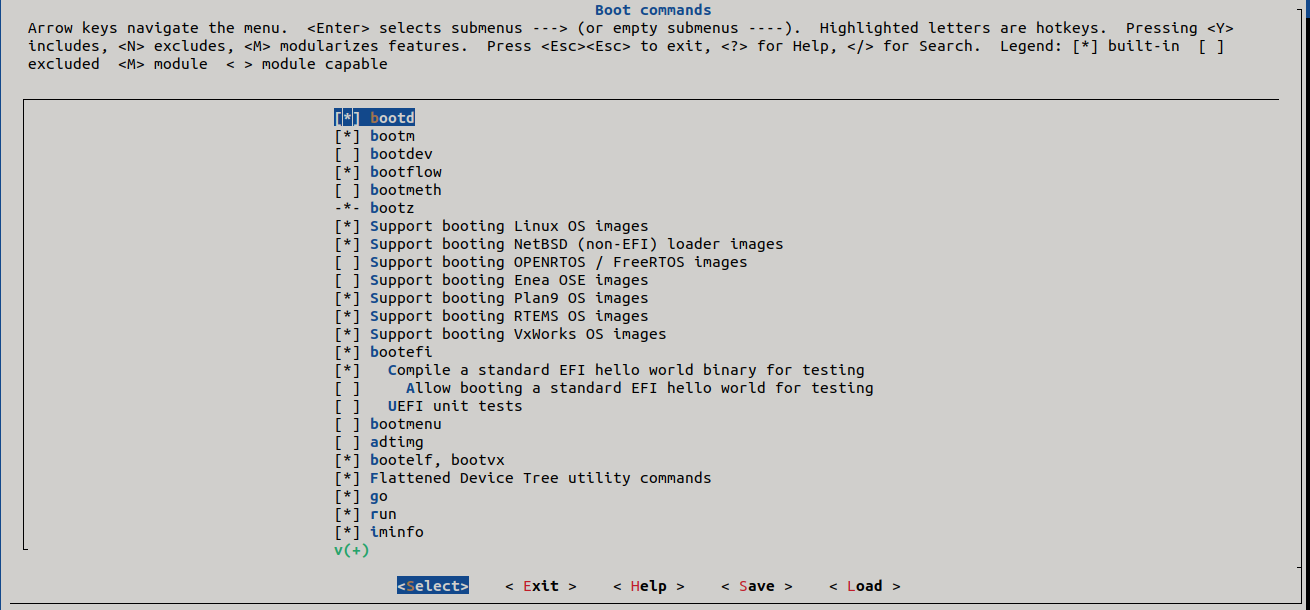 Boot commands
Arrow keys navigate the menu.  <Enter> selects submenus ---> (or empty submenus ----).  Highlighted letters are hotkeys.  Pressing <Y>
includes, <N> excludes, <M> modularizes features.  Press <Esc><Esc> to exit, <?> for Help, </> for Search.  Legend: [*] built-in  [ ]
excluded  <M> module  < > module capable
[*] bootd
[*] bootm
[ ] bootdev
[*] bootflow
[ ] bootmeth
-*- bootz
[*] Support booting Linux OS images
[*] Support booting NetBSD (non-EFI) loader images
[ ] Support booting OPENRTOS / FreeRTOS images
[ ] Support booting Enea OSE images
[*] Support booting Plan9 OS images
[*] Support booting RTEMS OS images
[*] Support booting VxWorks OS images
[*] bootefi
[*]   Compile a standard EFI hello world binary for testing
[ ]     Allow booting a standard EFI hello world for testing
[ ]   UEFI unit tests
[ ] bootmenu
[ ] adtimg
[*] bootelf, bootvx
[*] Flattened Device Tree utility commands
[*] go
[*] run
[*] iminfo
v(+)
<Select>    < Exit >    < Help >    < Save >    < Load >